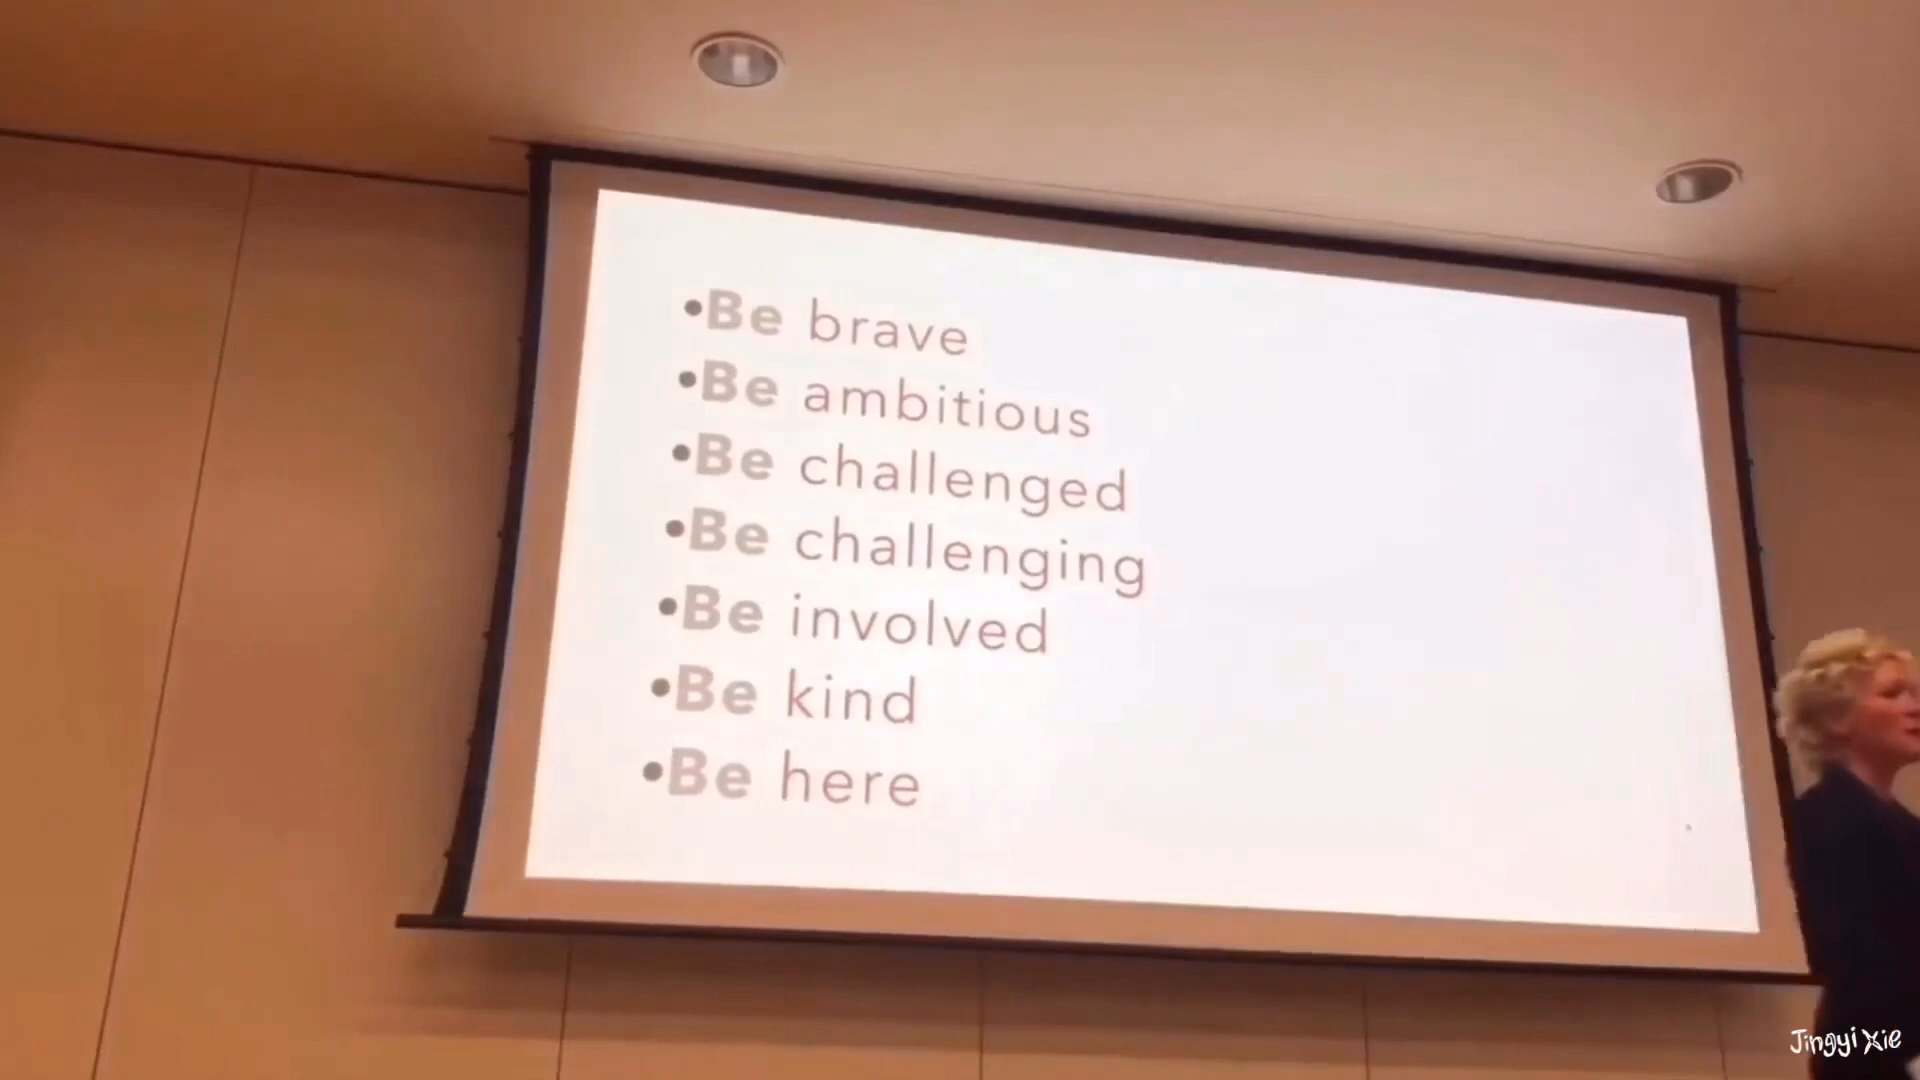 •Be brave
•Be ambitious
•Be challenged
•Be challenging
•Be involved
•Be kind
•Be here
Jingyi Xie